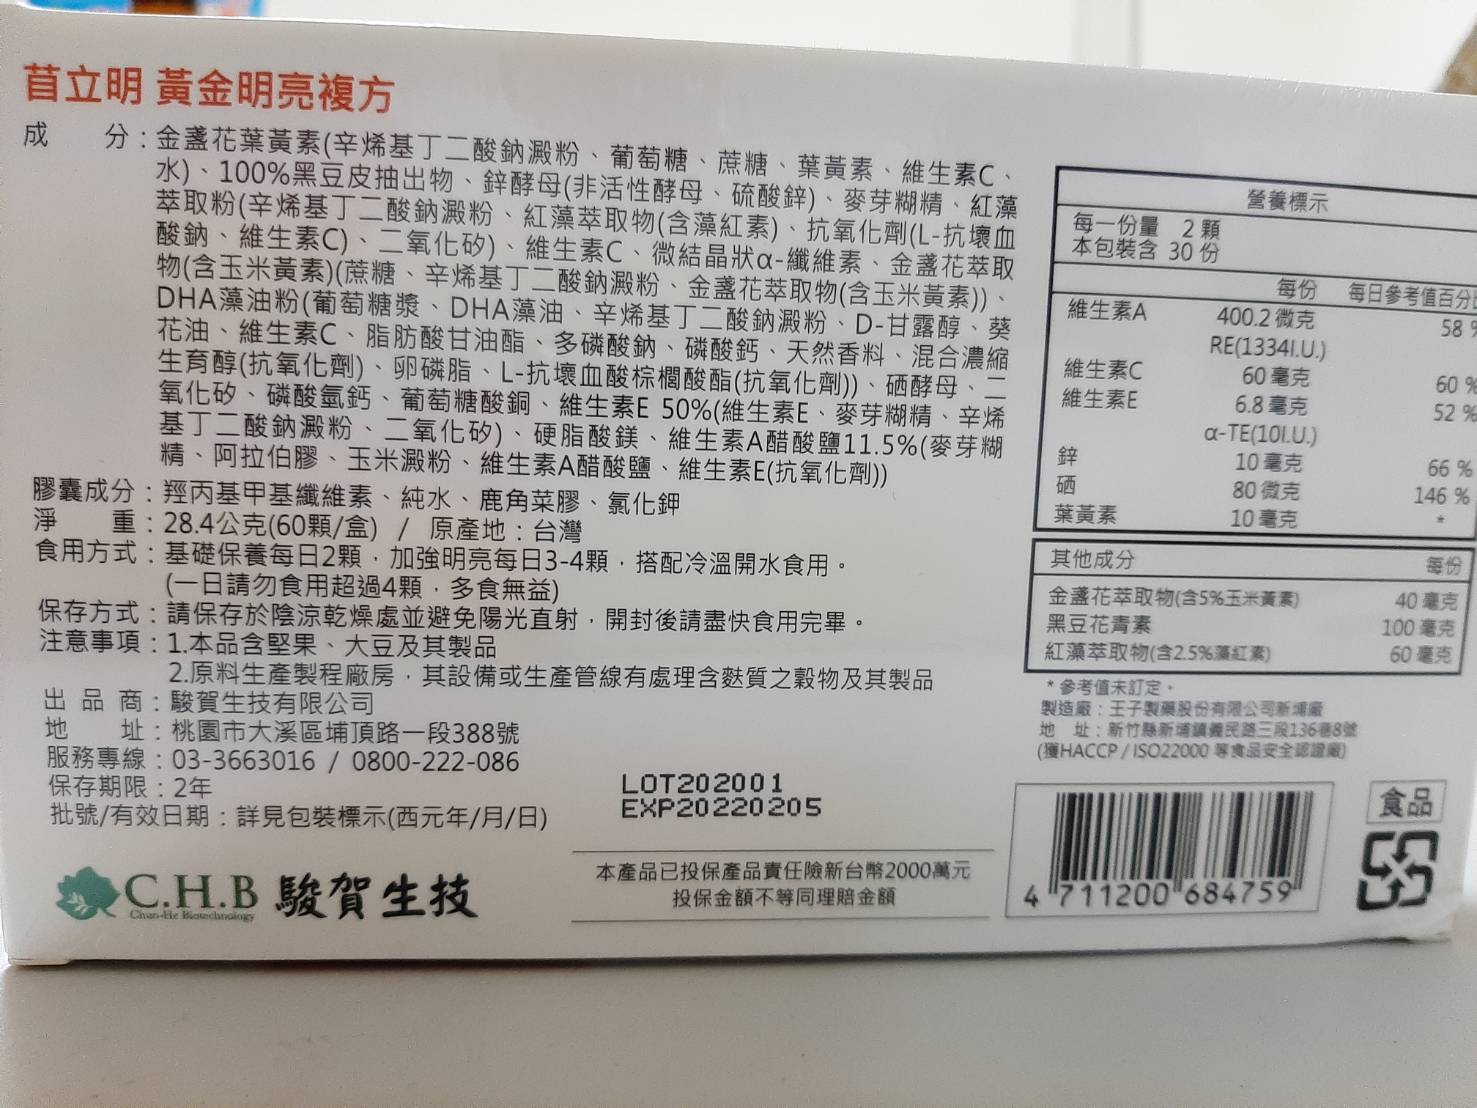 苜立明 黃金明亮複方
成 分：金盞花葉黃素(辛烯基丁二酸鈉澱粉、葡萄糖、蔗糖、葉黃素、維生素C、
水)、100%黑豆皮抽出物、鋅酵母(非活性酵母、硫酸鋅)、麥芽糊精、紅藻
萃取粉(辛烯基丁二酸鈉澱粉、紅藻萃取物(含藻紅素)、抗氧化劑(L-抗壞血
酸鈉、維生素C)、二氧化矽)、維生素C、微結晶狀α-纖維素、金盞花萃取
物(含玉米黃素)(蔗糖、辛烯基丁二酸鈉澱粉、金盞花萃取物(含玉米黃素))、
DHA藻油粉(葡萄糖漿、DHA藻油、辛烯基丁二酸鈉澱粉、D-甘露醇、葵
花油、維生素C、脂肪酸甘油酯、多磷酸鈉、磷酸鈣、天然香料、混合濃縮
生育醇(抗氧化劑)、卵磷脂、L-抗壞血酸棕櫚酸酯(抗氧化劑))、硒酵母、二
氧化矽、磷酸氫鈣、葡萄糖酸銅、維生素E 50%(維生素E、麥芽糊精、辛烯
基丁二酸鈉澱粉、二氧化矽)、硬脂酸鎂、維生素A醋酸鹽11.5%(麥芽糊
精、阿拉伯膠、玉米澱粉、維生素A醋酸鹽、維生素E(抗氧化劑))
膠囊成分：羥丙基甲基纖維素、純水、鹿角菜膠、氯化鉀
淨 重：28.4公克(60顆/盒) / 原產地：台灣
食用方式：基礎保養每日2顆，加強明亮每日3-4顆，搭配冷溫開水食用。
(一日請勿食用超過4顆，多食無益)
保存方式：請保存於陰涼乾燥處並避免陽光直射，開封後請盡快食用完畢。
注意事項：1.本品含堅果、大豆及其製品
2.原料生產製程廠房，其設備或生產管線有處理含麩質之穀物及其製品
出 品 商：駿賀生技有限公司
地 址：桃園市大溪區埔頂路一段388號
服務專線：03-3663016 / 0800-222-086
保存期限：2年
批號/有效日期：詳見包裝標示(西元年/月/日)
LOT202001
EXP20220205
C.H.B 駿賀生技
Chun-He Biotechnology
本產品已投保產品責任險新台幣2000萬元
投保金額不等同理賠金額
營養標示
每一份量 2 顆
本包裝含 30 份
每份 每日參考值百分
維生素A 400.2 微克 58 %
RE(1334I.U.)
維生素C 60 毫克 60 %
維生素E 6.8 毫克 52 %
α-TE(10I.U.)
鋅 10 毫克 66 %
硒 80 微克 146 %
葉黃素 10 毫克 *
其他成分 每份
金盞花萃取物(含5%玉米黃素) 40 毫克
黑豆花青素 100 毫克
紅藻萃取物(含2.5%藻紅素) 60 毫克
* 參考值未訂定。
製造廠：王子製藥股份有限公司新埔廠
地 址：新竹縣新埔鎮義民路三段136巷8號
(獲HACCP / ISO22000 等食品安全認證廠)
4 711200 684759
食品